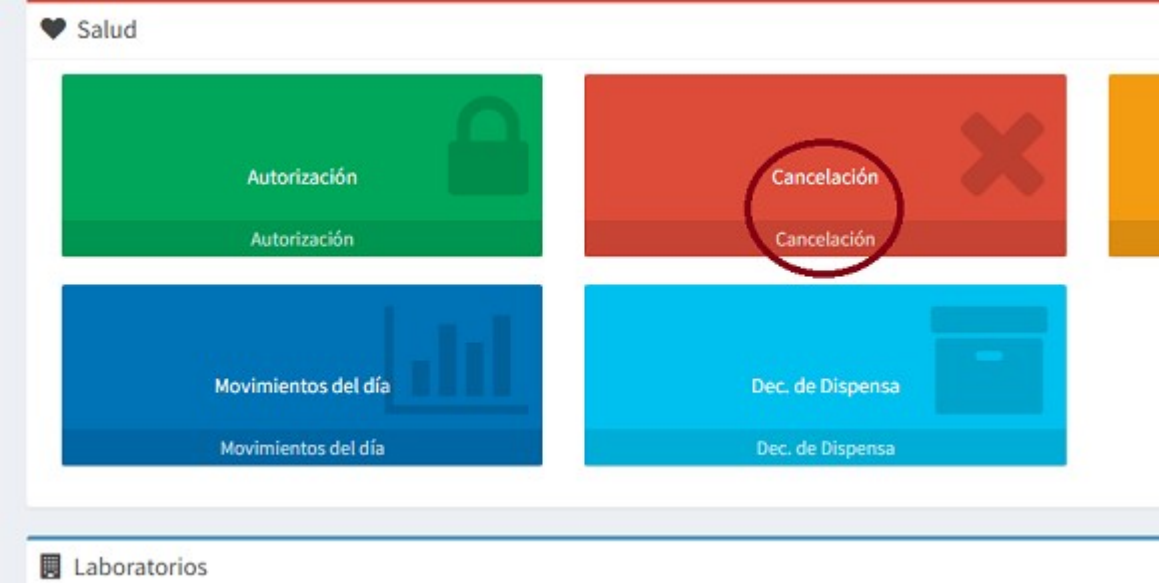 Salud
Autorización
Autorización
Cancelación
Cancelación
Movimientos del día
Movimientos del día
Dec. de Dispensa
Dec. de Dispensa
Laboratorios